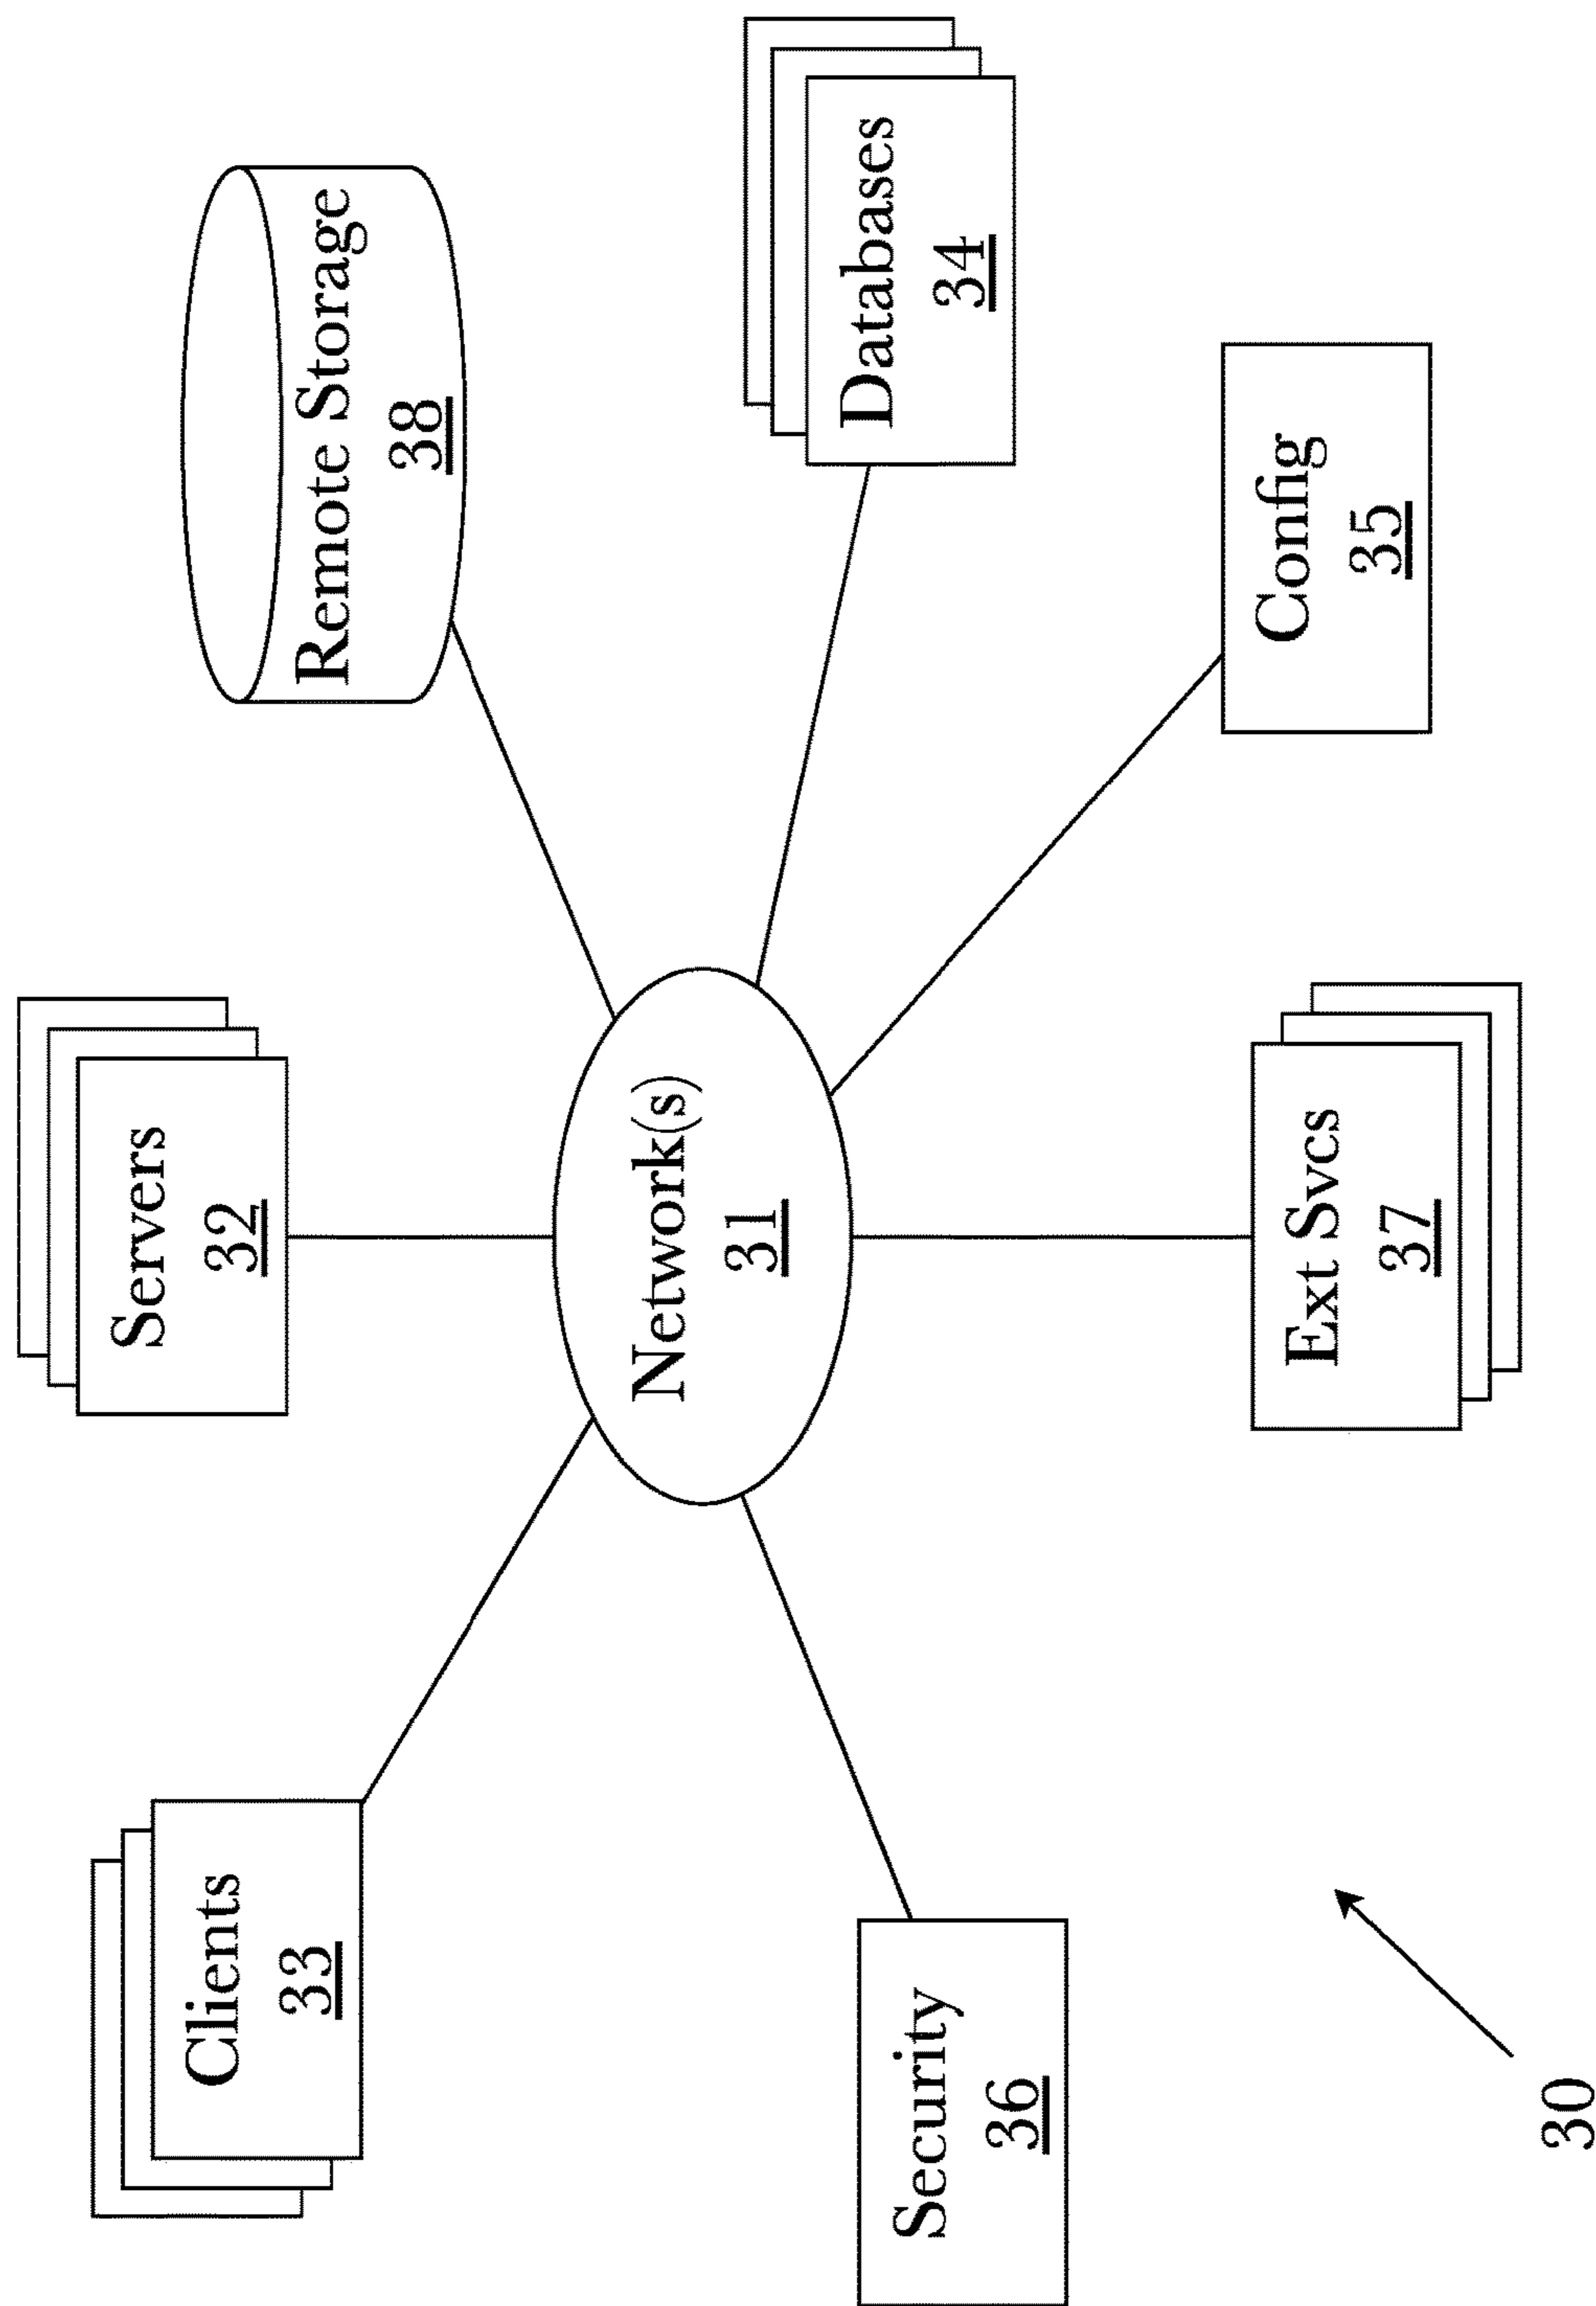 Servers
32
Remote Storage
38
Clients
33
Network(s)
31
Databases
34
Security
36
Ext Svcs
37
Config
35
30